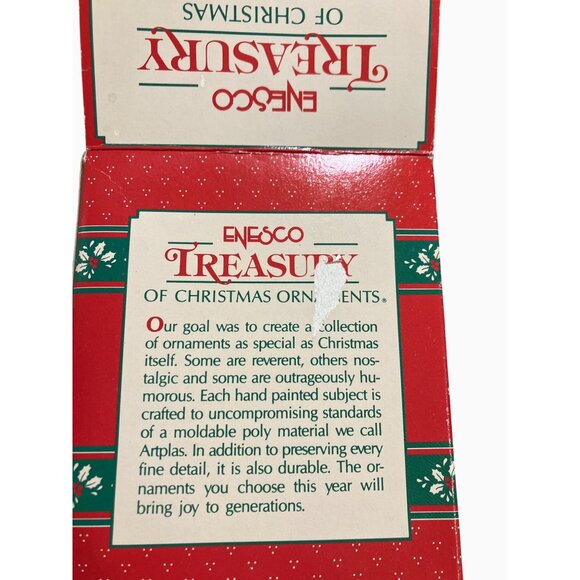 ENESCO
TREASURY
OF CHRISTMAS
ENESCO
TREASURY
OF CHRISTMAS ORNAMENTS®
Our goal was to create a collection
of ornaments as special as Christmas
itself. Some are reverent, others nos-
talgic and some are outrageously hu-
morous. Each hand painted subject is
crafted to uncompromising standards
of a moldable poly material we call
Artplas. In addition to preserving every
fine detail, it is also durable. The or-
naments you choose this year will
bring joy to generations.